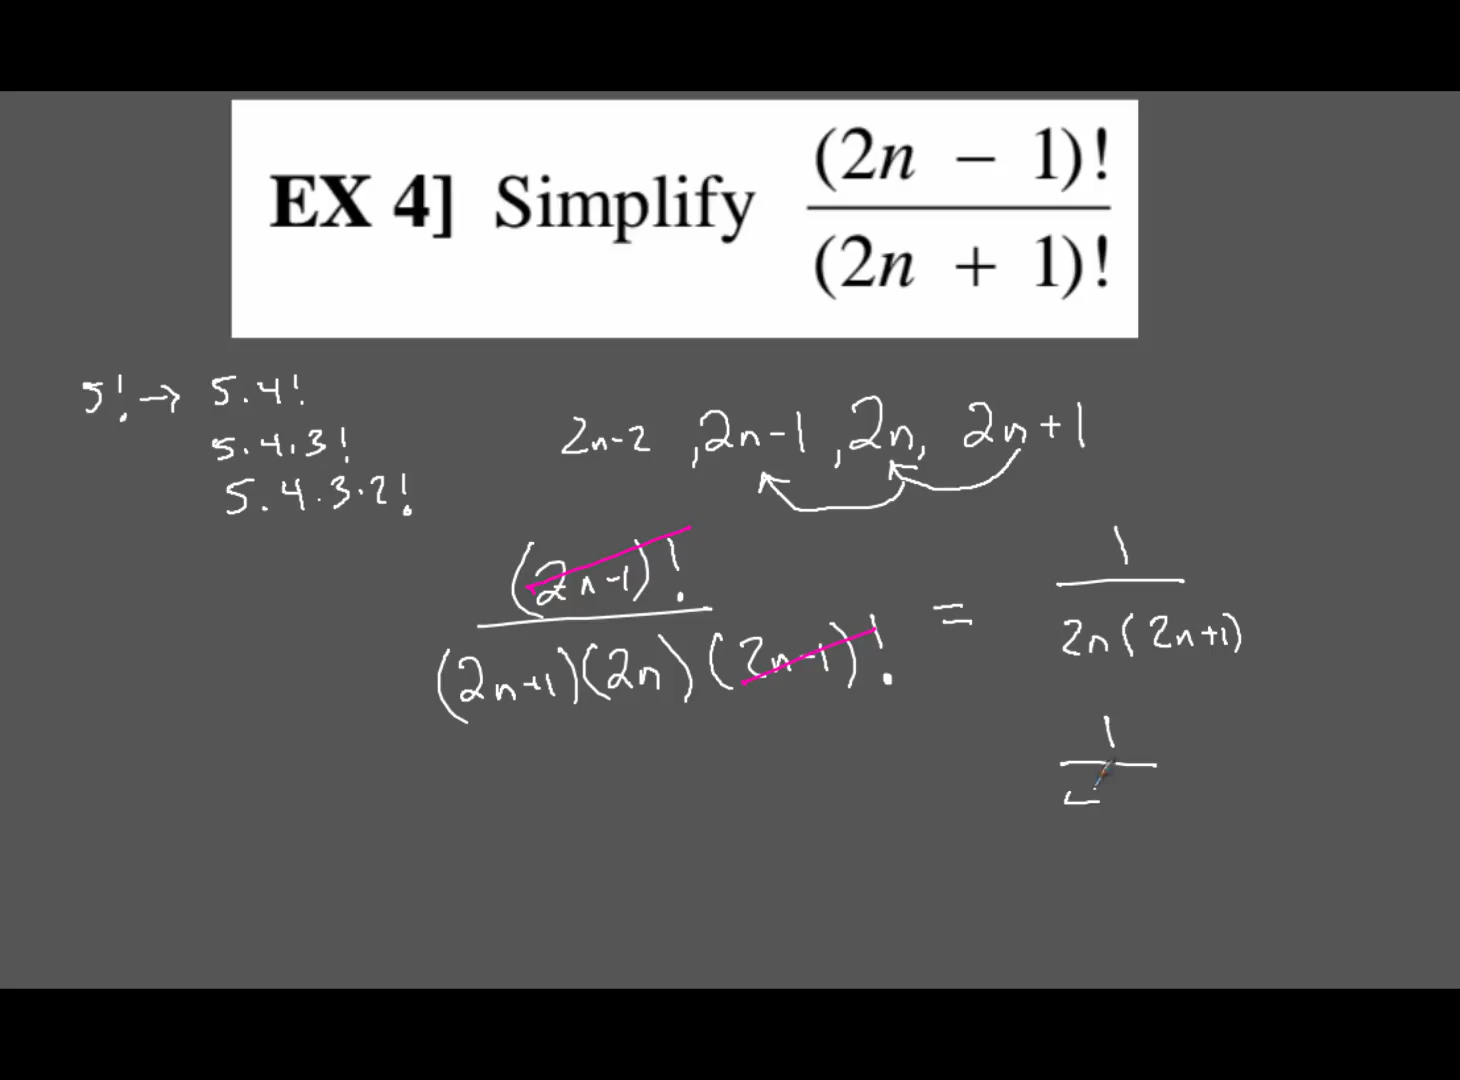 EX 4] Simplify (2n − 1)! / (2n + 1)!
5! → 5.4!
5.4.3!
5.4.3.2!
2n-2 , 2n-1 , 2n, 2n+1
(2n-1)! / (2n+1)(2n)(2n-1)! = 1 / 2n(2n+1)
1